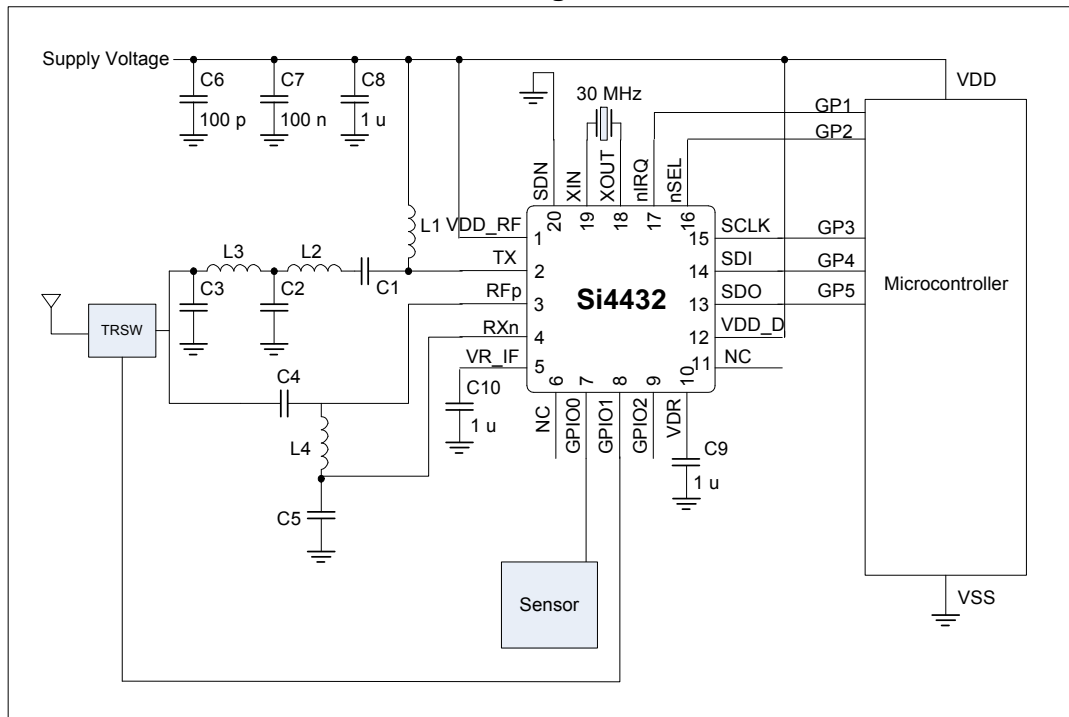 Supply Voltage
C6
100 p
C7
100 n
C8
1 u
30 MHz
VDD
GP1
GP2
SDN
XIN
XOUT
nIRQ
nSEL
20
19
18
17
16
L1
VDD_RF
1
TX
2
RFp
3
RXn
4
VR_IF
5
Si4432
15
SCLK
GP3
14
SDI
GP4
13
SDO
GP5
12
VDD_D
11
NC
Microcontroller
L3
L2
C3
C2
C1
TRSW
C4
L4
C5
C10
1 u
6
7
8
9
10
NC
GPIO0
GPIO1
GPIO2
VDR
C9
1 u
Sensor
VSS